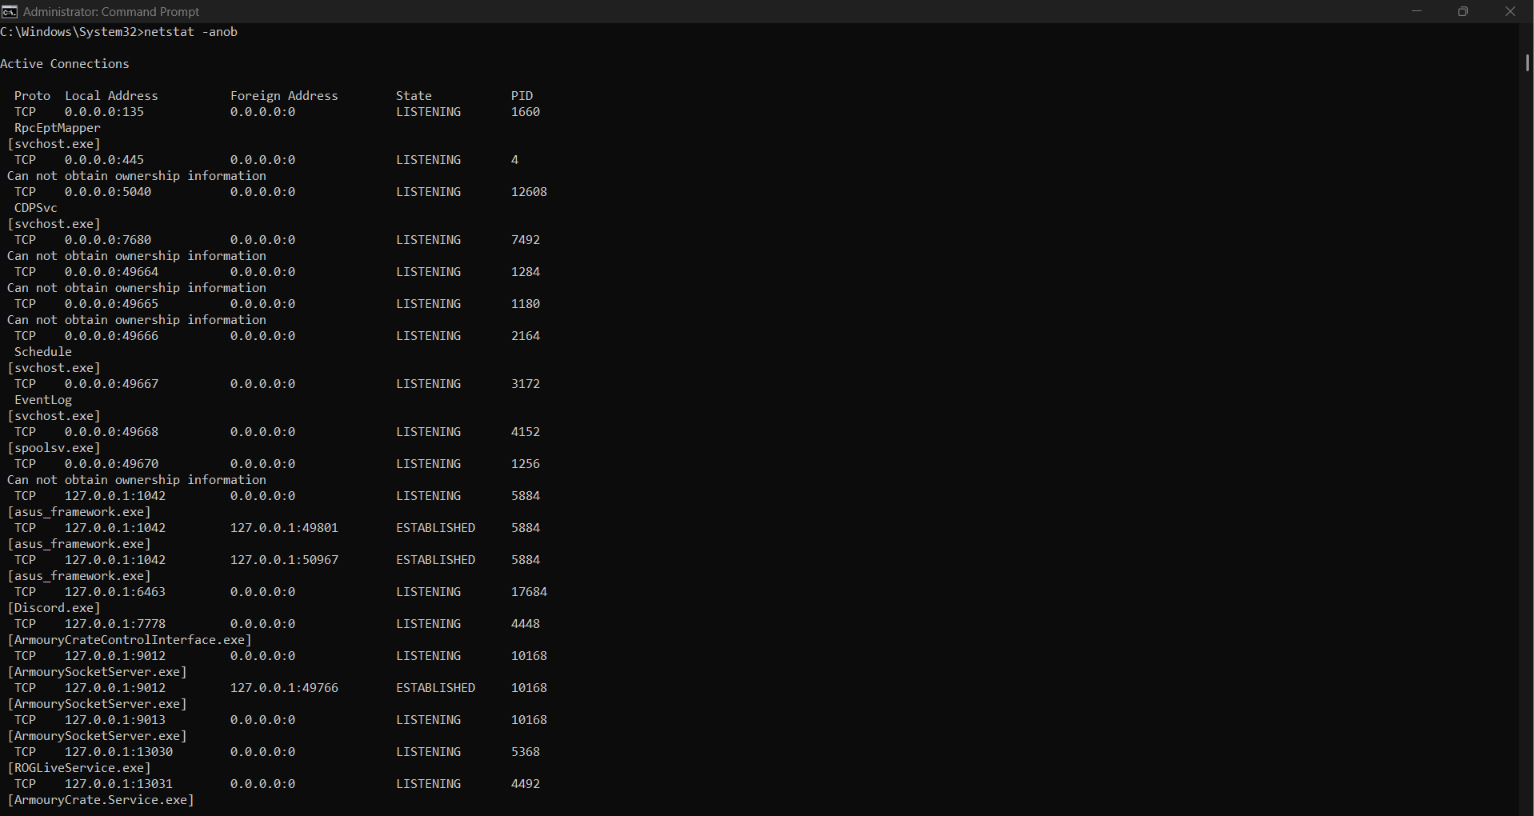 Administrator: Command Prompt
C:\Windows\System32>netstat -anob
Active Connections
Proto  Local Address          Foreign Address        State           PID
TCP    0.0.0.0:135            0.0.0.0:0              LISTENING       1660
RpcEptMapper
[svchost.exe]
TCP    0.0.0.0:445            0.0.0.0:0              LISTENING       4
Can not obtain ownership information
TCP    0.0.0.0:5040           0.0.0.0:0              LISTENING       12608
CDPSvc
[svchost.exe]
TCP    0.0.0.0:7680           0.0.0.0:0              LISTENING       7492
Can not obtain ownership information
TCP    0.0.0.0:49664          0.0.0.0:0              LISTENING       1284
Can not obtain ownership information
TCP    0.0.0.0:49665          0.0.0.0:0              LISTENING       1180
Can not obtain ownership information
TCP    0.0.0.0:49666          0.0.0.0:0              LISTENING       2164
Schedule
[svchost.exe]
TCP    0.0.0.0:49667          0.0.0.0:0              LISTENING       3172
EventLog
[svchost.exe]
TCP    0.0.0.0:49668          0.0.0.0:0              LISTENING       4152
[spoolsv.exe]
TCP    0.0.0.0:49670          0.0.0.0:0              LISTENING       1256
Can not obtain ownership information
TCP    127.0.0.1:1042         0.0.0.0:0              LISTENING       5884
[asus_framework.exe]
TCP    127.0.0.1:1042         127.0.0.1:49801        ESTABLISHED     5884
[asus_framework.exe]
TCP    127.0.0.1:1042         127.0.0.1:50967        ESTABLISHED     5884
[asus_framework.exe]
TCP    127.0.0.1:6463         0.0.0.0:0              LISTENING       17684
[Discord.exe]
TCP    127.0.0.1:7778         0.0.0.0:0              LISTENING       4448
[ArmouryCrateControlInterface.exe]
TCP    127.0.0.1:9012         0.0.0.0:0              LISTENING       10168
[ArmourySocketServer.exe]
TCP    127.0.0.1:9012         127.0.0.1:49766        ESTABLISHED     10168
[ArmourySocketServer.exe]
TCP    127.0.0.1:9013         0.0.0.0:0              LISTENING       10168
[ArmourySocketServer.exe]
TCP    127.0.0.1:13030        0.0.0.0:0              LISTENING       5368
[ROGLiveService.exe]
TCP    127.0.0.1:13031        0.0.0.0:0              LISTENING       4492
[ArmouryCrate.Service.exe]